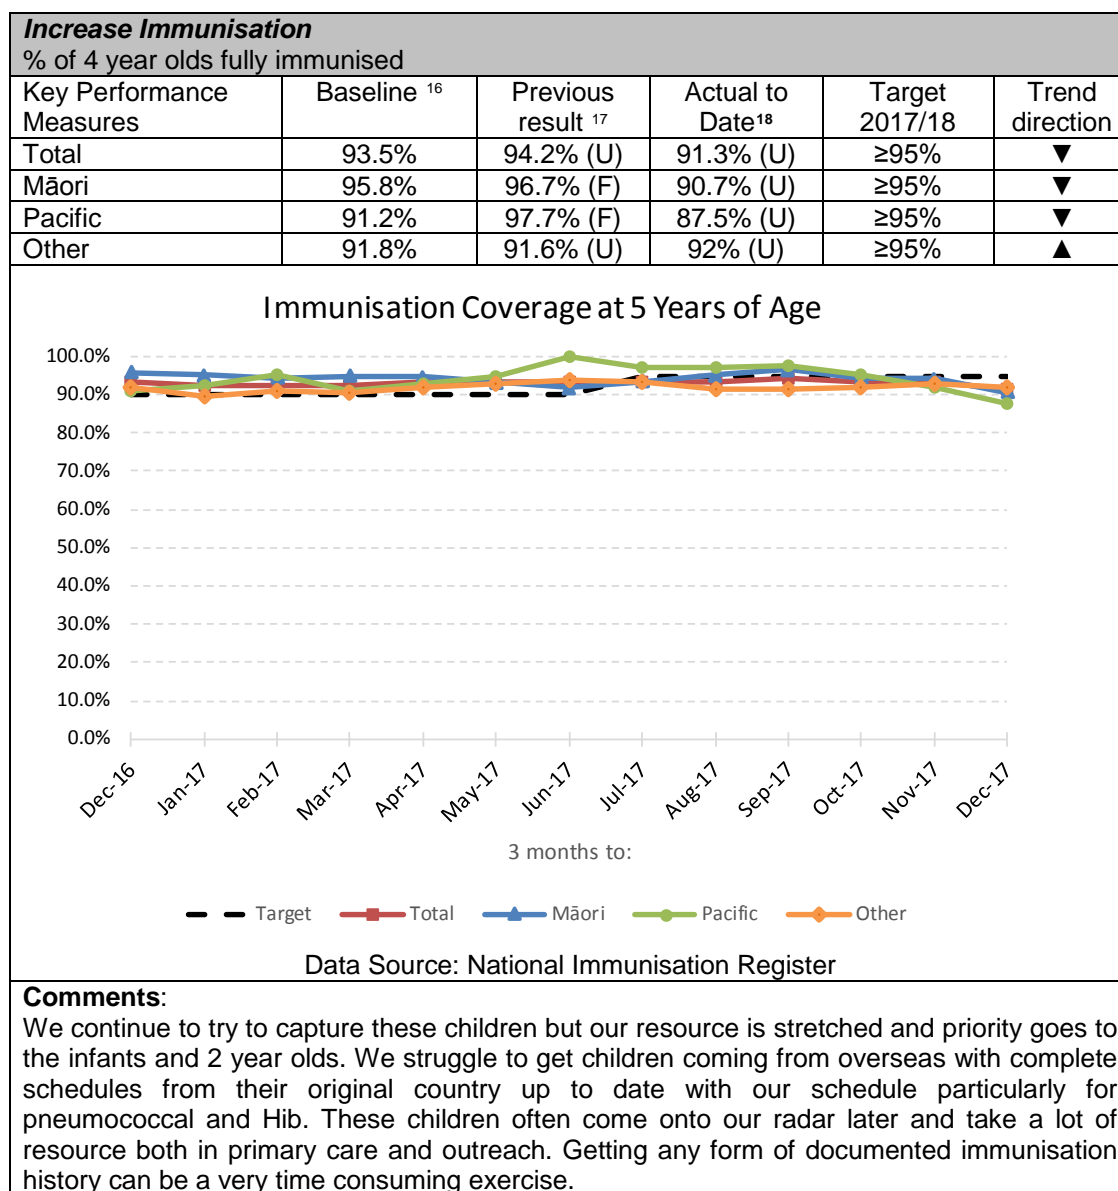 Increase Immunisation
% of 4 year olds fully immunised
Key Performance Measures Baseline 16 Previous result 17 Actual to Date18 Target 2017/18 Trend direction
Total 93.5% 94.2% (U) 91.3% (U) ≥95% ▼
Māori 95.8% 96.7% (F) 90.7% (U) ≥95% ▼
Pacific 91.2% 97.7% (F) 87.5% (U) ≥95% ▼
Other 91.8% 91.6% (U) 92% (U) ≥95% ▲
Immunisation Coverage at 5 Years of Age
100.0%
90.0%
80.0%
70.0%
60.0%
50.0%
40.0%
30.0%
20.0%
10.0%
0.0%
Dec-16 Jan-17 Feb-17 Mar-17 Apr-17 May-17 Jun-17 Jul-17 Aug-17 Sep-17 Oct-17 Nov-17 Dec-17
3 months to:
Target Total Māori Pacific Other
Data Source: National Immunisation Register
Comments:
We continue to try to capture these children but our resource is stretched and priority goes to
the infants and 2 year olds. We struggle to get children coming from overseas with complete
schedules from their original country up to date with our schedule particularly for
pneumococcal and Hib. These children often come onto our radar later and take a lot of
resource both in primary care and outreach. Getting any form of documented immunisation
history can be a very time consuming exercise.